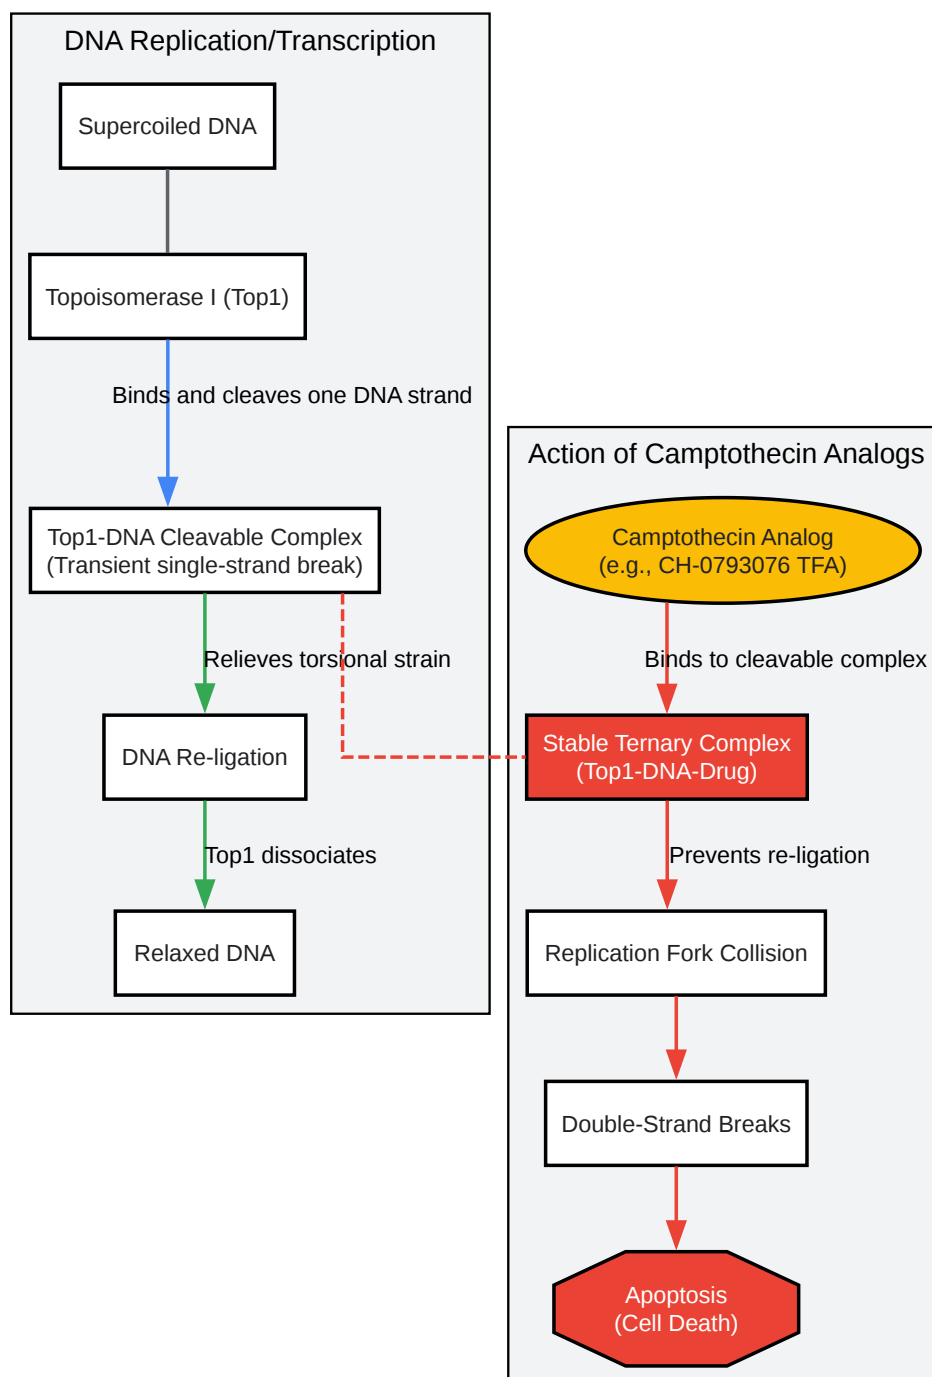 DNA Replication/Transcription
Supercoiled DNA
Topoisomerase I (Top1)
Binds and cleaves one DNA strand
Top1-DNA Cleavable Complex
(Transient single-strand break)
Relieves torsional strain
DNA Re-ligation
Top1 dissociates
Relaxed DNA
Action of Camptothecin Analogs
Camptothecin Analog
(e.g., CH-0793076 TFA)
Binds to cleavable complex
Stable Ternary Complex
(Top1-DNA-Drug)
Prevents re-ligation
Replication Fork Collision
Double-Strand Breaks
Apoptosis
(Cell Death)